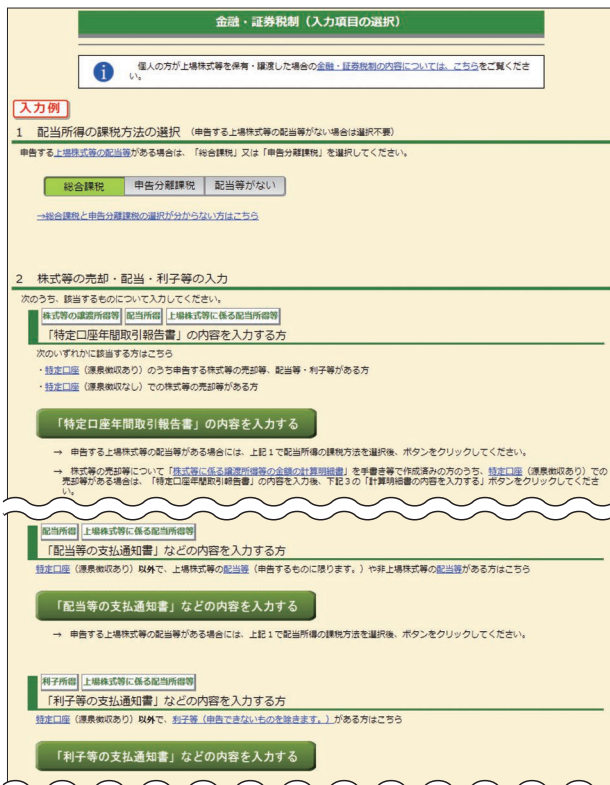 金融・証券税制（入力項目の選択）
個人の方が上場株式等を保有・譲渡した場合の金融・証券税制の内容については、こちらをご覧くださ
い。
入力例
1 配当所得の課税方法の選択 （申告する上場株式等の配当等がない場合は選択不要）
申告する上場株式等の配当等がある場合は、「総合課税」又は「申告分離課税」を選択してください。
総合課税 申告分離課税 配当等がない
→総合課税と申告分離課税の選択が分からない方はこちら
2 株式等の売却・配当・利子等の入力
次のうち、該当するものについて入力してください。
株式等の譲渡所得等 配当所得 上場株式等に係る配当所得等
「特定口座年間取引報告書」の内容を入力する方
次のいずれかに該当する方はこちら
・特定口座（源泉徴収あり）のうち申告する株式等の売却等、配当等・利子等がある方
・特定口座（源泉徴収なし）での株式等の売却等がある方
「特定口座年間取引報告書」の内容を入力する
→ 申告する上場株式等の配当等がある場合には、上記1で配当所得の課税方法を選択後、ボタンをクリックしてください。
→ 株式等の売却等について「株式等に係る譲渡所得等の金額の計算明細書」を手書き等で作成済みの方のうち、特定口座（源泉徴収あり）での
売却等がある場合は、「特定口座年間取引報告書」の内容を入力後、下記3の「計算明細書の内容を入力する」ボタンをクリックしてくださ
い。
配当所得 上場株式等に係る配当所得等
「配当等の支払通知書」などの内容を入力する方
特定口座（源泉徴収あり）以外で、上場株式等の配当等（申告するものに限ります。）や非上場株式等の配当等がある方はこちら
「配当等の支払通知書」などの内容を入力する
→ 申告する上場株式等の配当等がある場合には、上記1で配当所得の課税方法を選択後、ボタンをクリックしてください。
利子所得 上場株式等に係る配当所得等
「利子等の支払通知書」などの内容を入力する方
特定口座（源泉徴収あり）以外で、利子等（申告できないものを除きます。）がある方はこちら
「利子等の支払通知書」などの内容を入力する